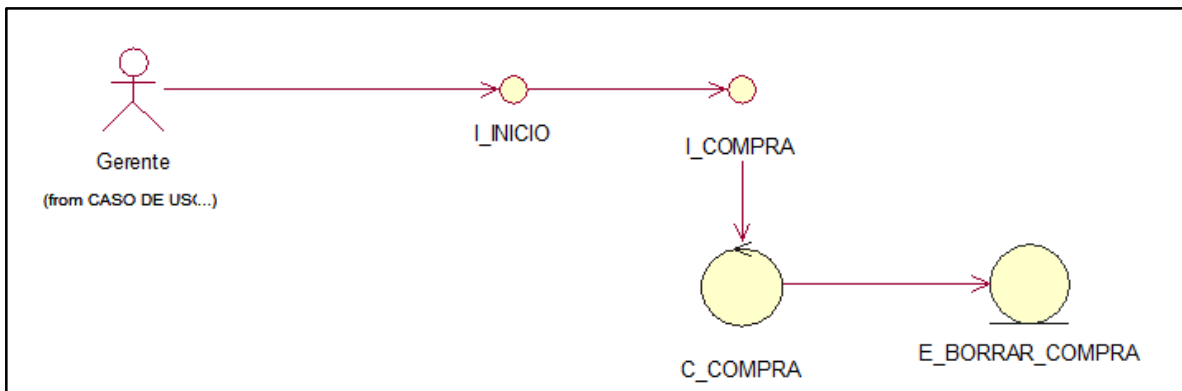 I_INICIO
I_COMPRA
Gerente
(from CASO DE US(...)
C_COMPRA
E_BORRAR_COMPRA